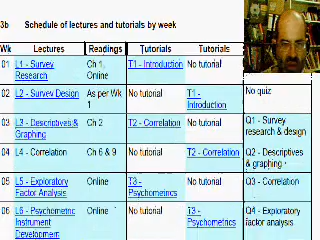 3b Schedule of lectures and tutorials by week
Wk Lectures Readings Tutorials Tutorials
01 L1 - Survey Research Ch 1, Online T1 - Introduction No tutorial
02 L2 - Survey Design As per Wk 1 No tutorial T1 - Introduction No quiz
03 L3 - Descriptives & Graphing Ch 2 T2 - Correlation No tutorial Q1 - Survey research & design
04 L4 - Correlation Ch 6 & 9 No tutorial T2 - Correlation Q2 - Descriptives & graphing
05 L5 - Exploratory Factor Analysis Online T3 - Psychometrics No tutorial Q3 - Correlation
06 L6 - Psychometric Instrument Development Online No tutorial T3 - Psychometrics Q4 - Exploratory factor analysis